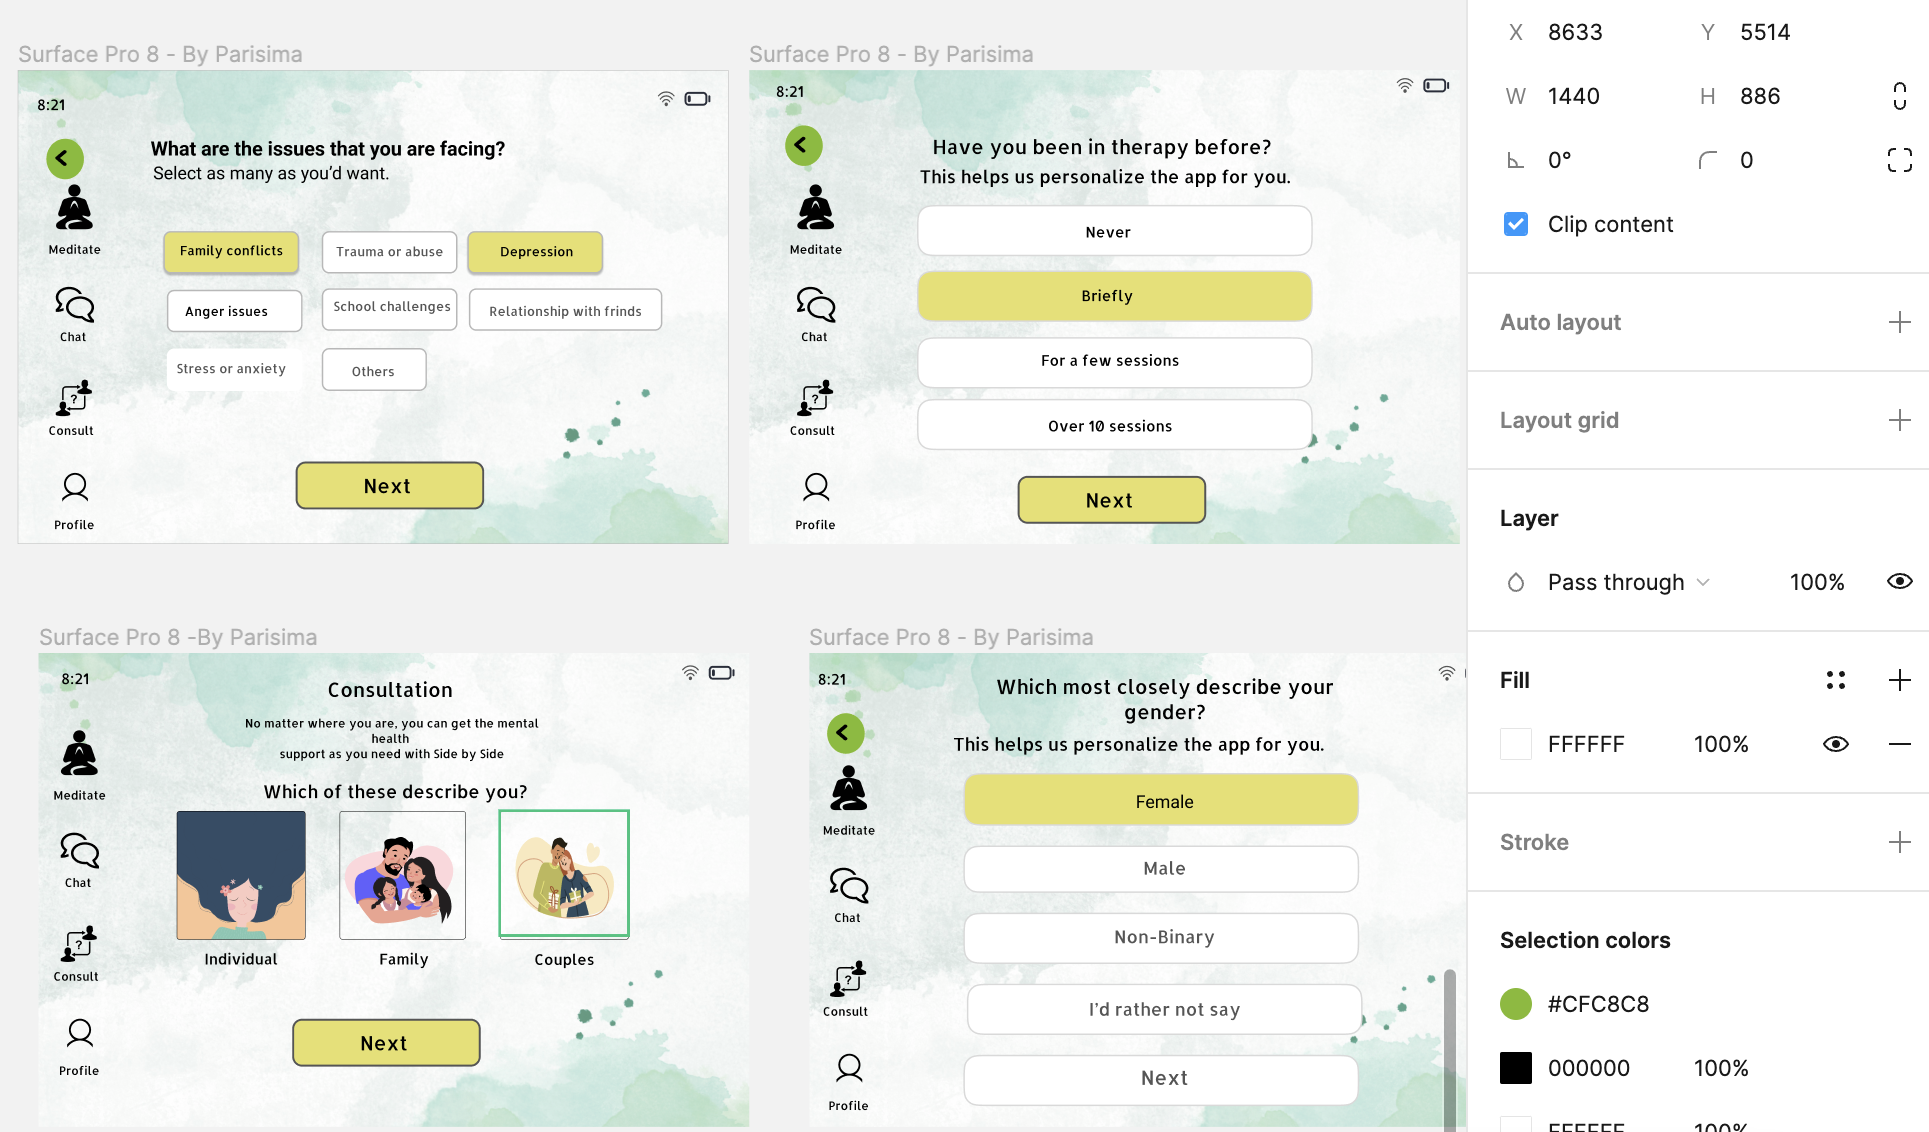 Surface Pro 8 - By Parisima
8:21
What are the issues that you are facing?
Select as many as you'd want.
Meditate
Family conflicts
Trauma or abuse
Depression
Anger issues
School challenges
Relationship with frinds
Chat
Stress or anxiety
Others
?
Consult
Next
Profile
Surface Pro 8 - By Parisima
8:21
Have you been in therapy before?
This helps us personalize the app for you.
Meditate
Never
Briefly
Chat
For a few sessions
?
Consult
Over 10 sessions
Next
Profile
Surface Pro 8 -By Parisima
8:21
Consultation
No matter where you are, you can get the mental
health
support as you need with Side by Side
Which of these describe you?
Meditate
Chat
?
Consult
Individual
Family
Couples
Next
Profile
Surface Pro 8 - By Parisima
8:21
Which most closely describe your
gender?
This helps us personalize the app for you.
Female
Meditate
Male
Chat
Non-Binary
?
Consult
I'd rather not say
Next
Profile
X 8633 Y 5514
W 1440 H 886
0° 0
Clip content
Auto layout
Layout grid
Layer
Pass through 100%
Fill
FFFFFF 100%
Stroke
Selection colors
#CFC8C8
000000 100%
FFFFFF 100%